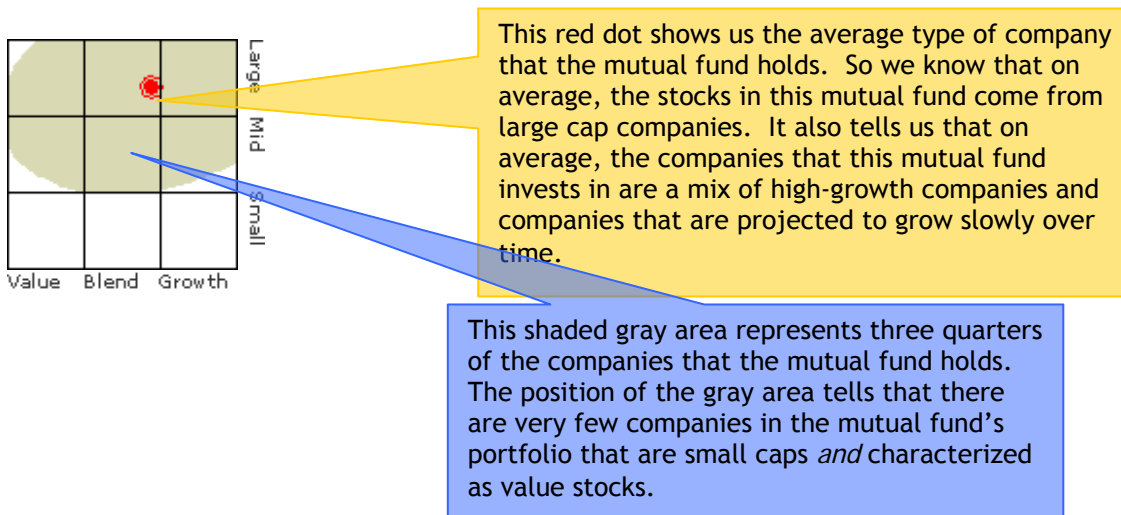 Large
Mid
Small
Value Blend Growth
This red dot shows us the average type of company
that the mutual fund holds.  So we know that on
average, the stocks in this mutual fund come from
large cap companies.  It also tells us that on
average, the companies that this mutual fund
invests in are a mix of high-growth companies and
companies that are projected to grow slowly over
time.
This shaded gray area represents three quarters
of the companies that the mutual fund holds.
The position of the gray area tells that there
are very few companies in the mutual fund’s
portfolio that are small caps and characterized
as value stocks.